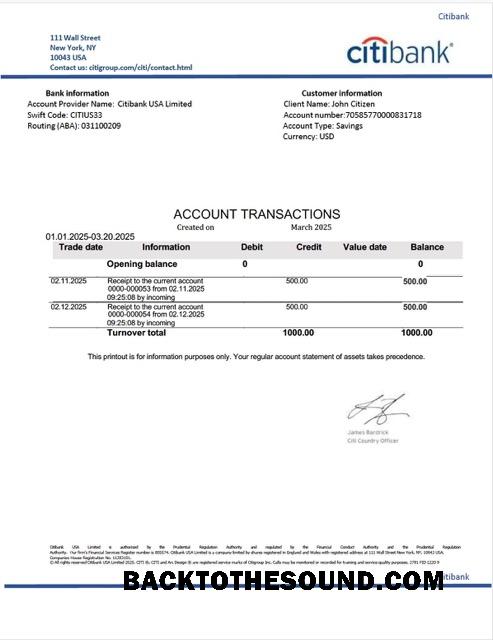 Citibank
111 Wall Street
New York, NY
10043 USA
Contact us: citigroup.com/citi/contact.html
citibank
Bank information
Account Provider Name: Citibank USA Limited
Swift Code: CITIUS33
Routing (ABA): 031100209
Customer information
Client Name: John Citizen
Account number:70585770000831718
Account Type: Savings
Currency: USD
ACCOUNT TRANSACTIONS
Created on March 2025
01.01.2025-03.20.2025
Trade date Information Debit Credit Value date Balance
Opening balance 0 0
02.11.2025 Receipt to the current account 500.00 500.00
0000-000053 from 02.11.2025
09:25:08 by incoming
02.12.2025 Receipt to the current account 500.00 500.00
0000-000054 from 02.12.2025
09:25:08 by incoming
Turnover total 1000.00 1000.00
This printout is for information purposes only. Your regular account statement of assets takes precedence.
James Bardrick
Citi Country Officer
Citibank USA Limited is authorised by the Prudential Regulation Authority and regulated by the Financial Conduct Authority and the Prudential Regulation
Authority. Our firm's Financial Services Register number is Citibank USA Limited is a company limited by shares registered in England and Wales with registered address at 111 Wall Street New York, NY, 10043, USA,
Companies House Registration No.
© All rights reserved Citibank USA Limited 2025. CITI, and Arc Design ® are registered service marks of Citigroup Inc. Calls may be monitored or recorded for training and service quality purposes.
BACKTOTHESOUND.COM
itibank